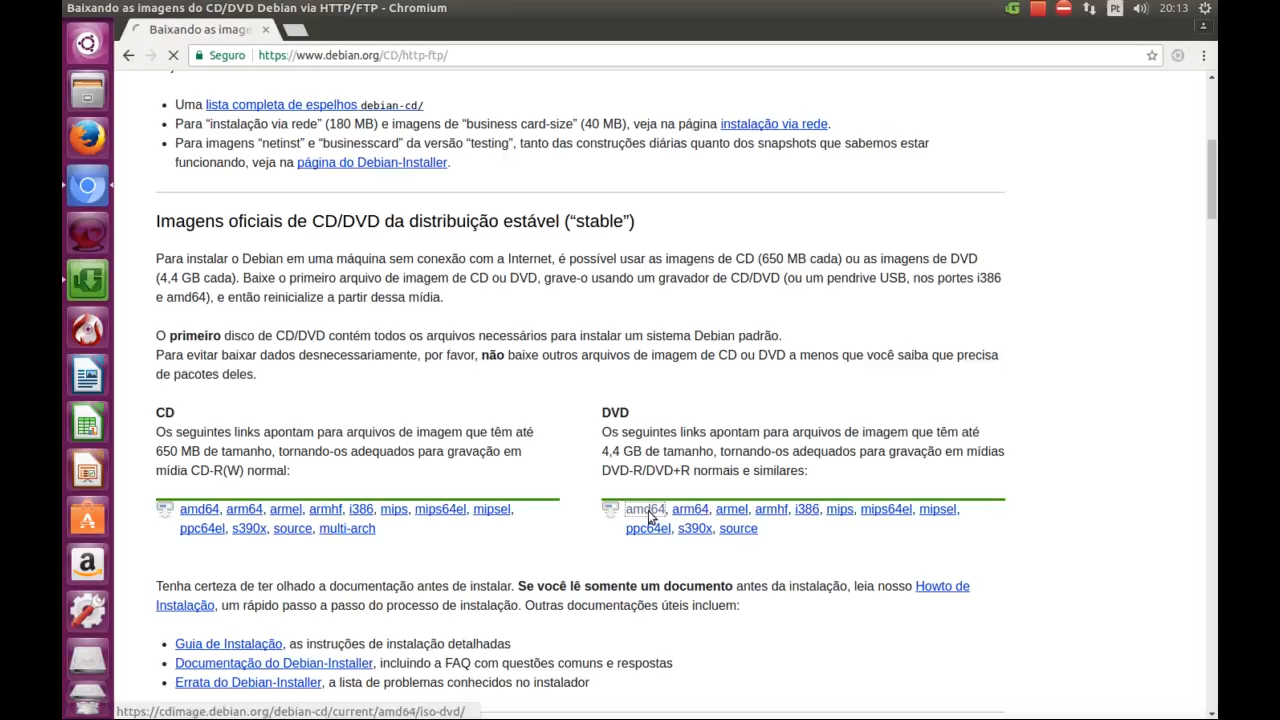 Baixando as imagens do CD/DVD Debian via HTTP/FTP - Chromium
Pt
20:13
Baixando as image
Seguro
https://www.debian.org/CD/http-ftp/
Uma lista completa de espelhos debian-cd/
Para “instalação via rede” (180 MB) e imagens de “business card-size” (40 MB), veja na página instalação via rede.
Para imagens “netinst” e “businesscard” da versão “testing”, tanto das construções diárias quanto dos snapshots que sabemos estar
funcionando, veja na página do Debian-Installer.
Imagens oficiais de CD/DVD da distribuição estável (“stable”)
Para instalar o Debian em uma máquina sem conexão com a Internet, é possível usar as imagens de CD (650 MB cada) ou as imagens de DVD
(4,4 GB cada). Baixe o primeiro arquivo de imagem de CD ou DVD, grave-o usando um gravador de CD/DVD (ou um pendrive USB, nos portes i386
e amd64), e então reinicialize a partir dessa mídia.
O primeiro disco de CD/DVD contém todos os arquivos necessários para instalar um sistema Debian padrão.
Para evitar baixar dados desnecessariamente, por favor, não baixe outros arquivos de imagem de CD ou DVD a menos que você saiba que precisa
de pacotes deles.
CD
Os seguintes links apontam para arquivos de imagem que têm até
650 MB de tamanho, tornando-os adequados para gravação em
mídia CD-R(W) normal:
amd64, arm64, armel, armhf, i386, mips, mips64el, mipsel,
ppc64el, s390x, source, multi-arch
DVD
Os seguintes links apontam para arquivos de imagem que têm até
4,4 GB de tamanho, tornando-os adequados para gravação em mídias
DVD-R/DVD+R normais e similares:
amd64, arm64, armel, armhf, i386, mips, mips64el, mipsel,
ppc64el, s390x, source
Tenha certeza de ter olhado a documentação antes de instalar. Se você lê somente um documento antes da instalação, leia nosso Howto de
Instalação, um rápido passo a passo do processo de instalação. Outras documentações úteis incluem:
Guia de Instalação, as instruções de instalação detalhadas
Documentação do Debian-Installer, incluindo a FAQ com questões comuns e respostas
Errata do Debian-Installer, a lista de problemas conhecidos no instalador
https://cdimage.debian.org/debian-cd/current/amd64/iso-dvd/